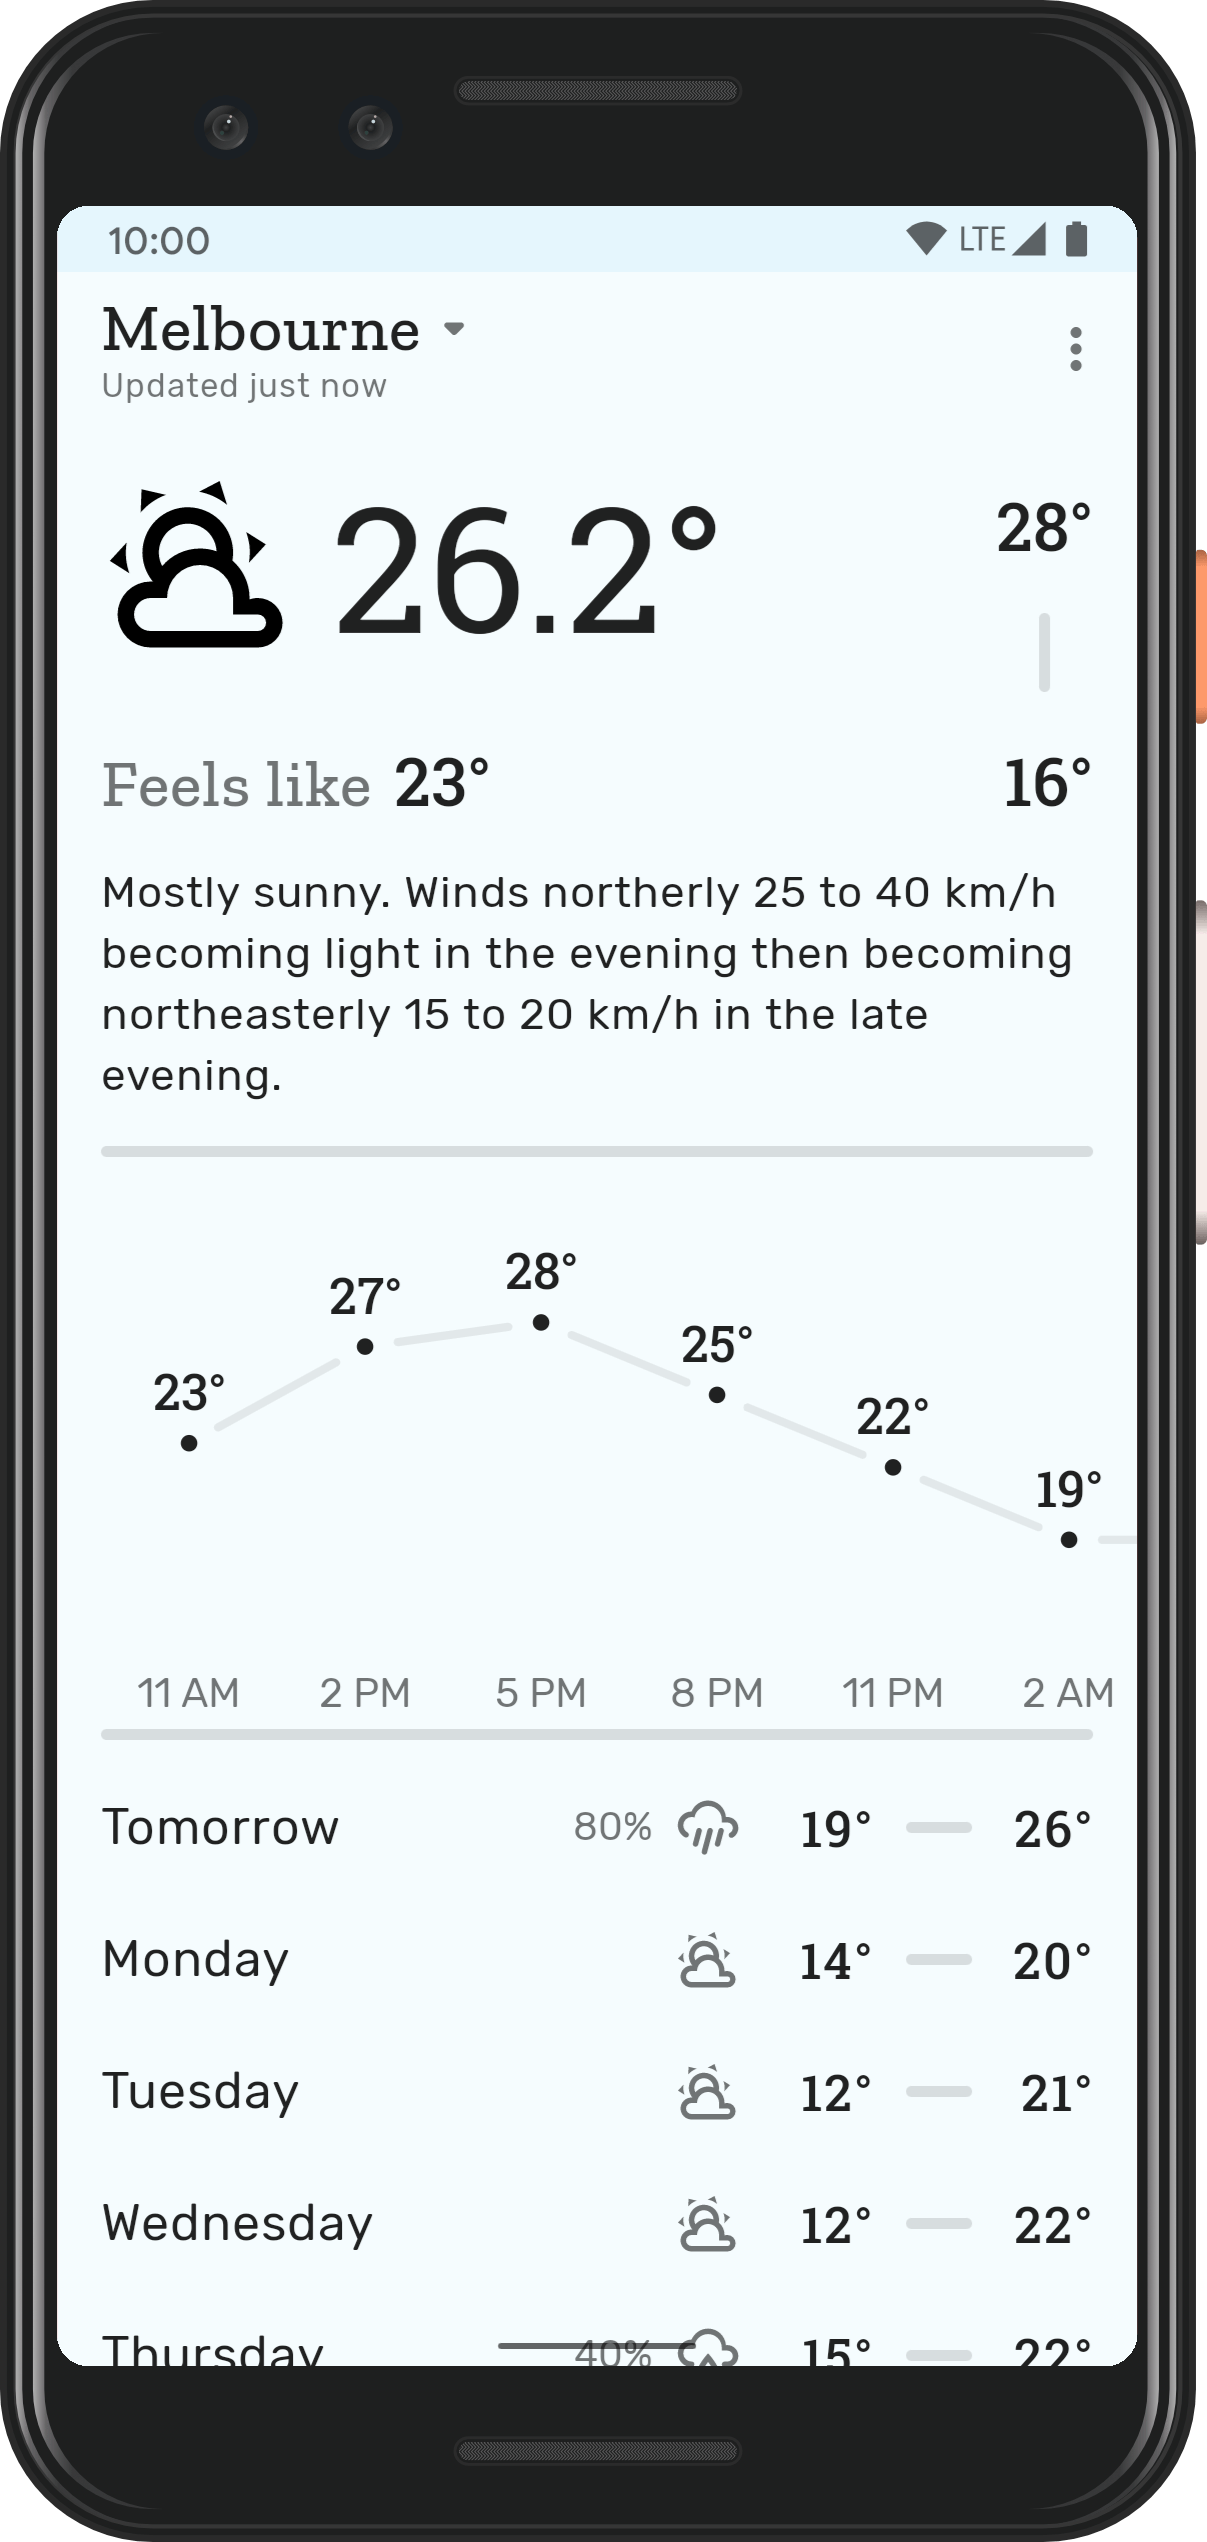 10:00 LTE
Melbourne
Updated just now
26.2°
28°
Feels like 23°
16°
Mostly sunny. Winds northerly 25 to 40 km/h
becoming light in the evening then becoming
northeasterly 15 to 20 km/h in the late
evening.
23° 27° 28° 25° 22° 19°
11 AM 2 PM 5 PM 8 PM 11 PM 2 AM
Tomorrow 80% 19° 26°
Monday 14° 20°
Tuesday 12° 21°
Wednesday 12° 22°
Thursday 40% 15° 22°